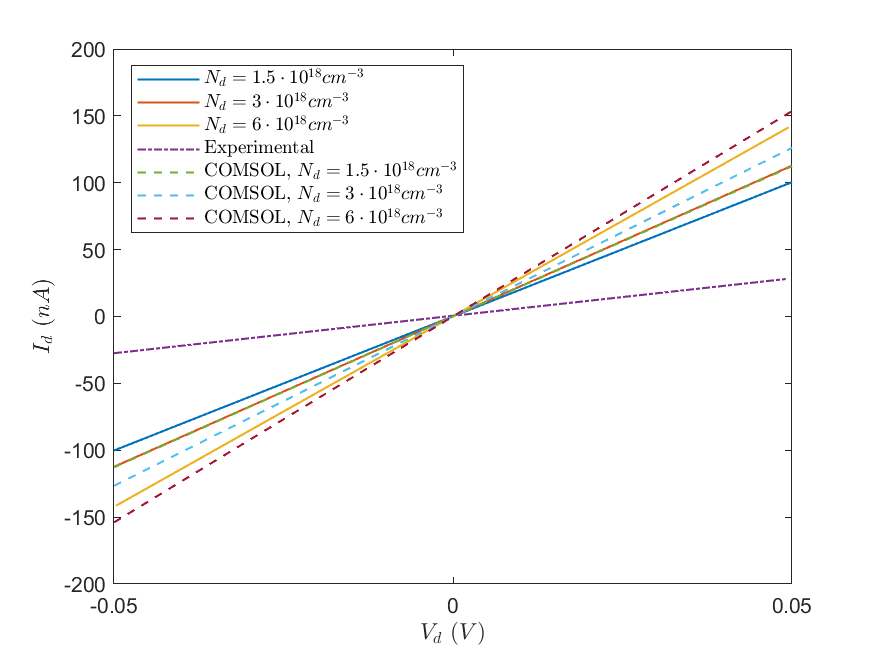 200
150
100
50
0
-50
-100
-150
-200
-0.05
0
0.05
I_d (nA)
V_d (V)
N_d = 1.5 · 10^18 cm^−3
N_d = 3 · 10^18 cm^−3
N_d = 6 · 10^18 cm^−3
Experimental
COMSOL, N_d = 1.5 · 10^18 cm^−3
COMSOL, N_d = 3 · 10^18 cm^−3
COMSOL, N_d = 6 · 10^18 cm^−3